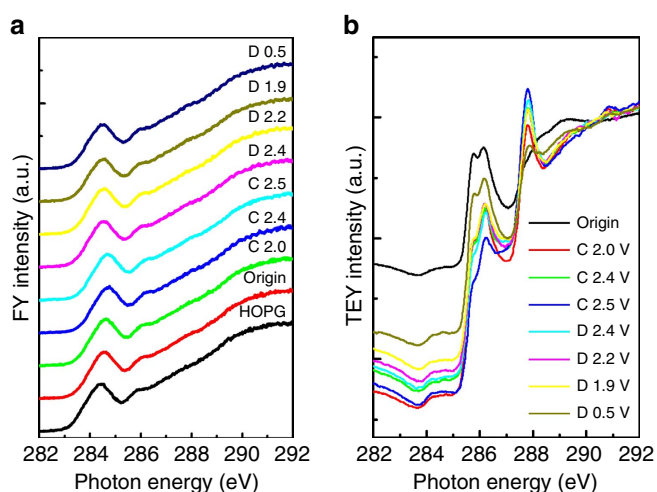 a
D 0.5
D 1.9
D 2.2
D 2.4
C 2.5
C 2.4
C 2.0
Origin
HOPG
FY intensity (a.u.)
282 284 286 288 290 292
Photon energy (eV)
b
Origin
C 2.0 V
C 2.4 V
C 2.5 V
D 2.4 V
D 2.2 V
D 1.9 V
D 0.5 V
TEY intensity (a.u.)
282 284 286 288 290 292
Photon energy (eV)